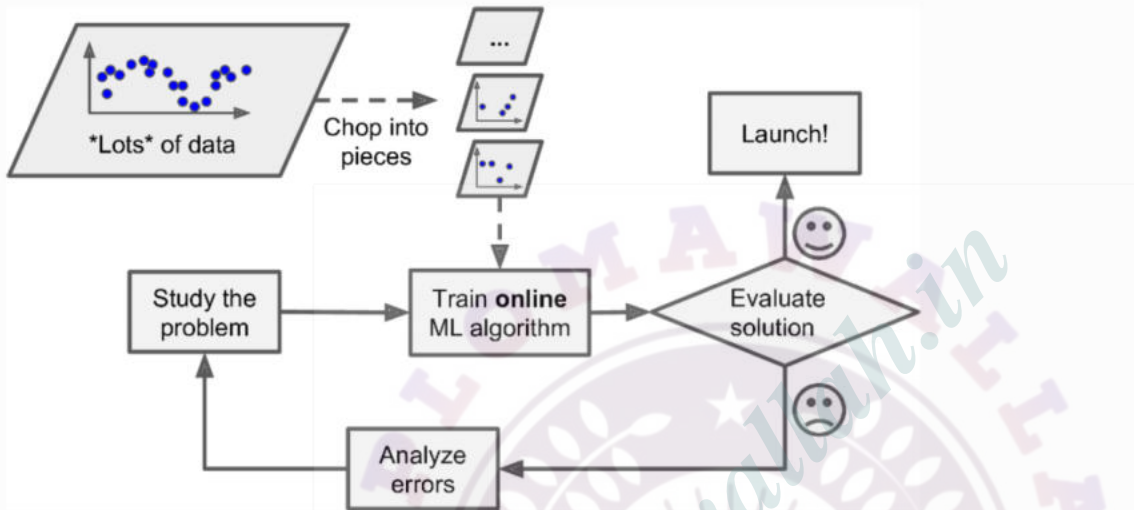 ...
*Lots* of data
Chop into
pieces
Launch!
Study the
problem
Train online
ML algorithm
Evaluate
solution
Analyze
errors